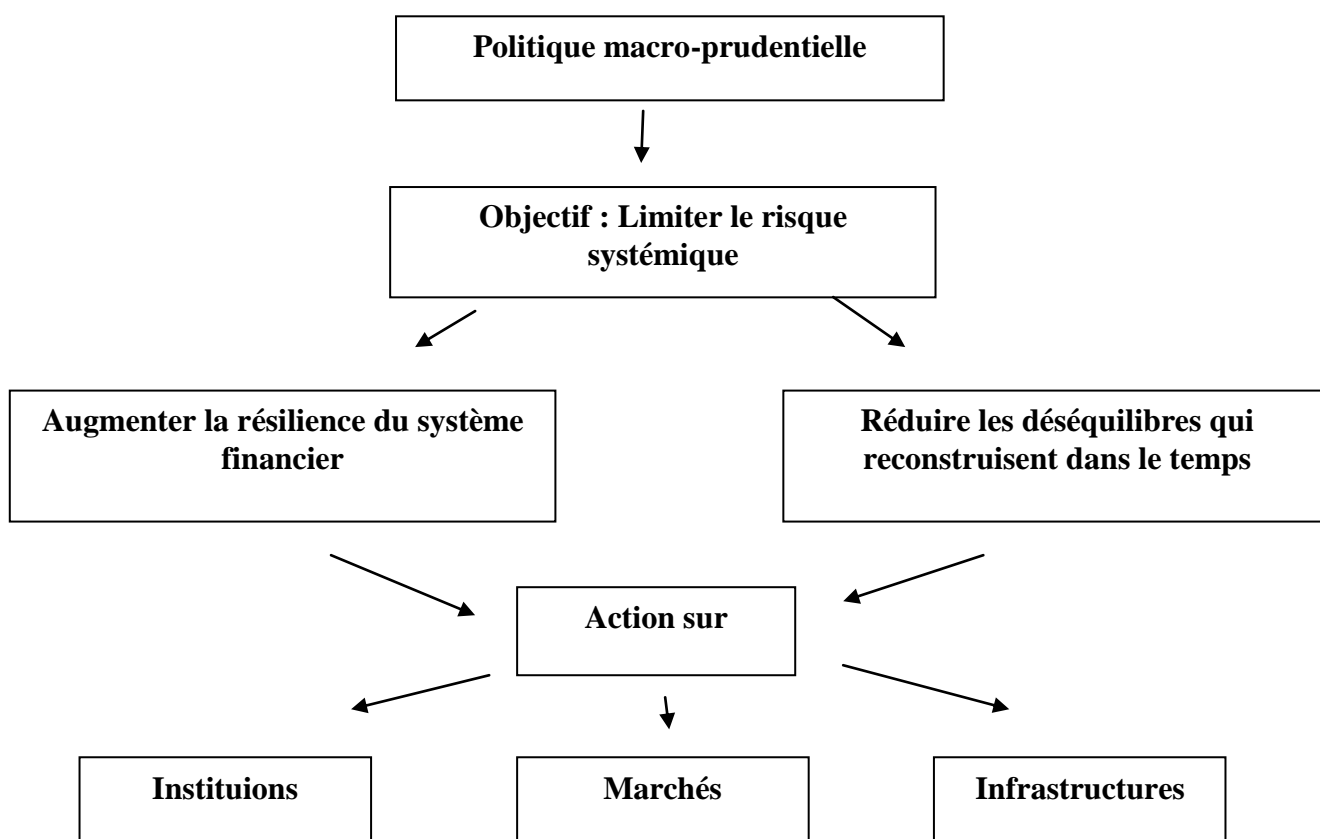 Politique macro-prudentielle
Objectif : Limiter le risque
systémique
Augmenter la résilience du système
financier
Réduire les déséquilibres qui
reconstruisent dans le temps
Action sur
Instituions
Marchés
Infrastructures